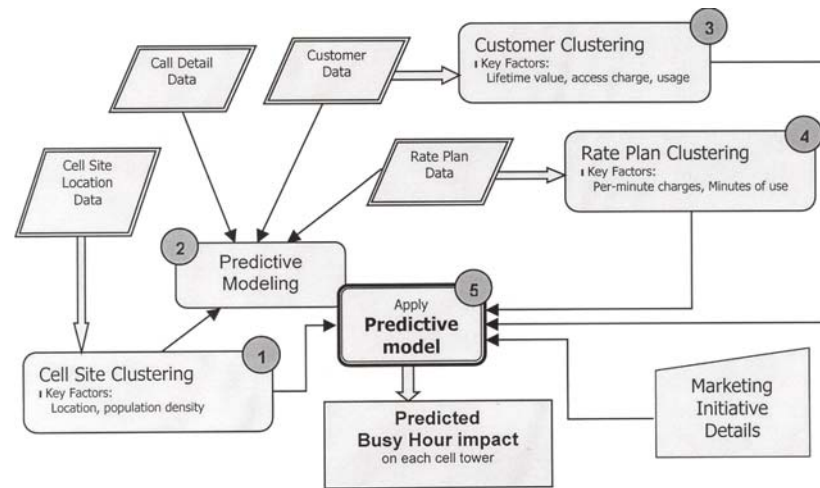 Call Detail
Data
Customer
Data
3
Customer Clustering
Key Factors:
Lifetime value, access charge, usage
Cell Site
Location
Data
Rate Plan
Data
4
Rate Plan Clustering
Key Factors:
Per-minute charges, Minutes of use
2
Predictive
Modeling
5
Apply
Predictive
model
1
Cell Site Clustering
Key Factors:
Location, population density
Predicted
Busy Hour impact
on each cell tower
Marketing
Initiative
Details